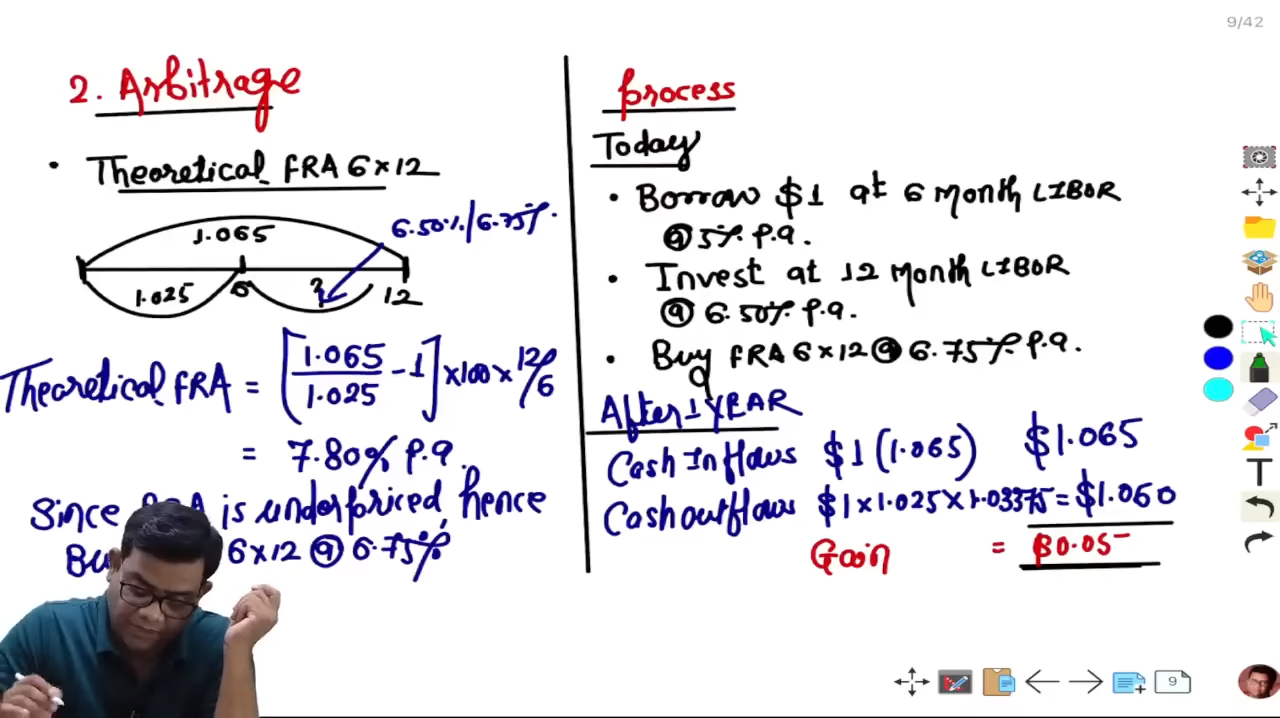 9/42
2. Arbitrage
• Theoretical FRA 6×12
6.50%/6.75%.
1.065
1.025 6 ? 12
Theoretical FRA = [1.065/1.025 - 1] ×100 × 12/6
= 7.80% P.a.
Since FRA is underpriced, hence
Bu 6×12 @ 6.75%
Process
Today
• Borrow $1 at 6 Month LIBOR
@ 5% P.a.
• Invest at 12 Month LIBOR
@ 6.50% P.a.
• Buy FRA 6×12 @ 6.75% P.a.
After 1 YEAR
Cash Inflows $1 (1.065) $1.065
Cash outflows $1 × 1.025 × 1.03375 = $1.060
Gain = $0.05
T
9